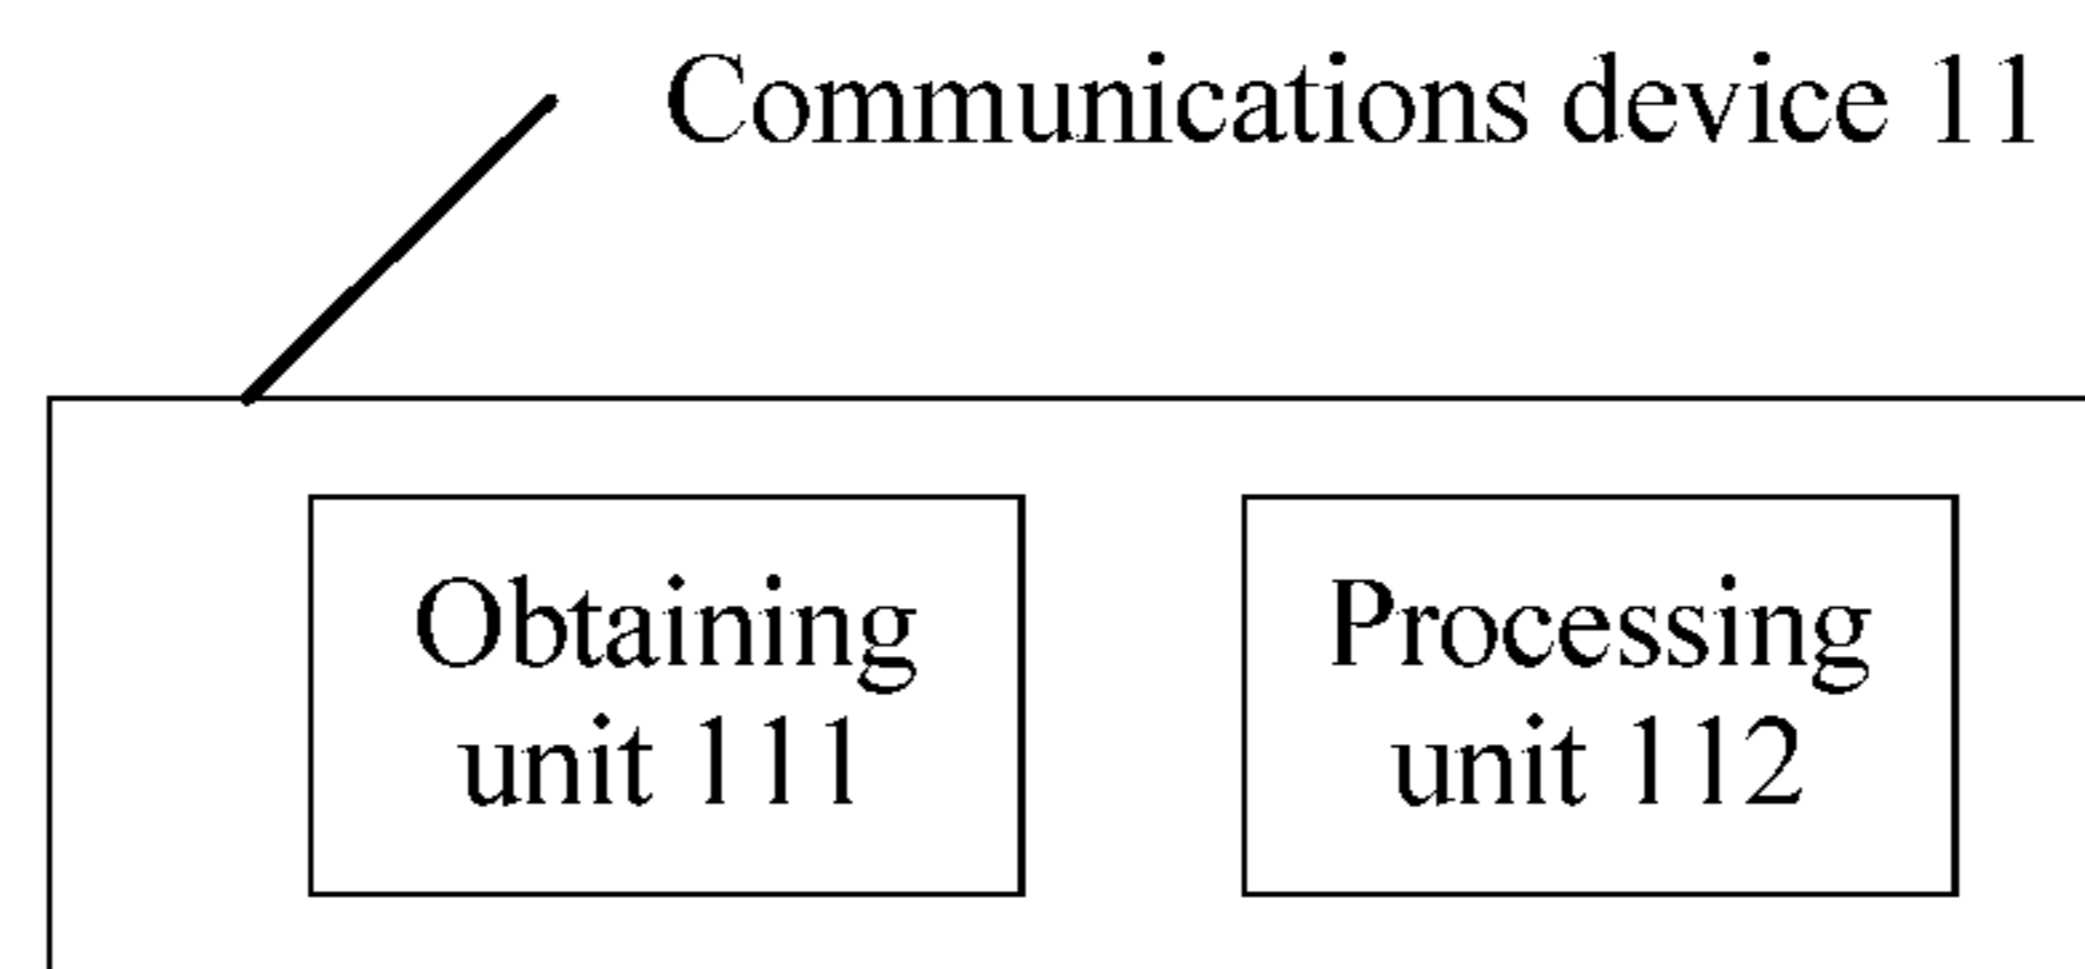 Communications device 11
Obtaining
unit 111
Processing
unit 112